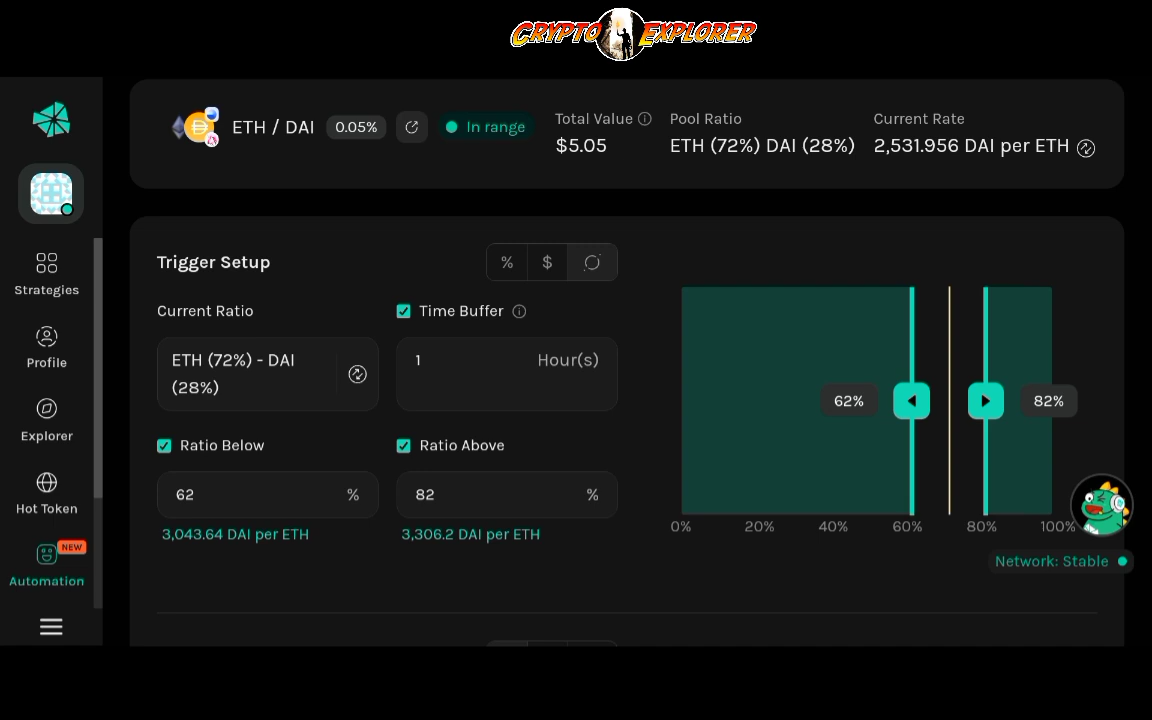 CRYPTO EXPLORER
ETH / DAI
0.05%
In range
Total Value
$5.05
Pool Ratio
ETH (72%) DAI (28%)
Current Rate
2,531.956 DAI per ETH
Strategies
Profile
Explorer
Hot Token
NEW
Automation
Trigger Setup
%
$
Current Ratio
ETH (72%) - DAI
(28%)
Time Buffer
1
Hour(s)
Ratio Below
62
%
3,043.64 DAI per ETH
Ratio Above
82
%
3,306.2 DAI per ETH
62%
82%
0%
20%
40%
60%
80%
100%
Network: Stable